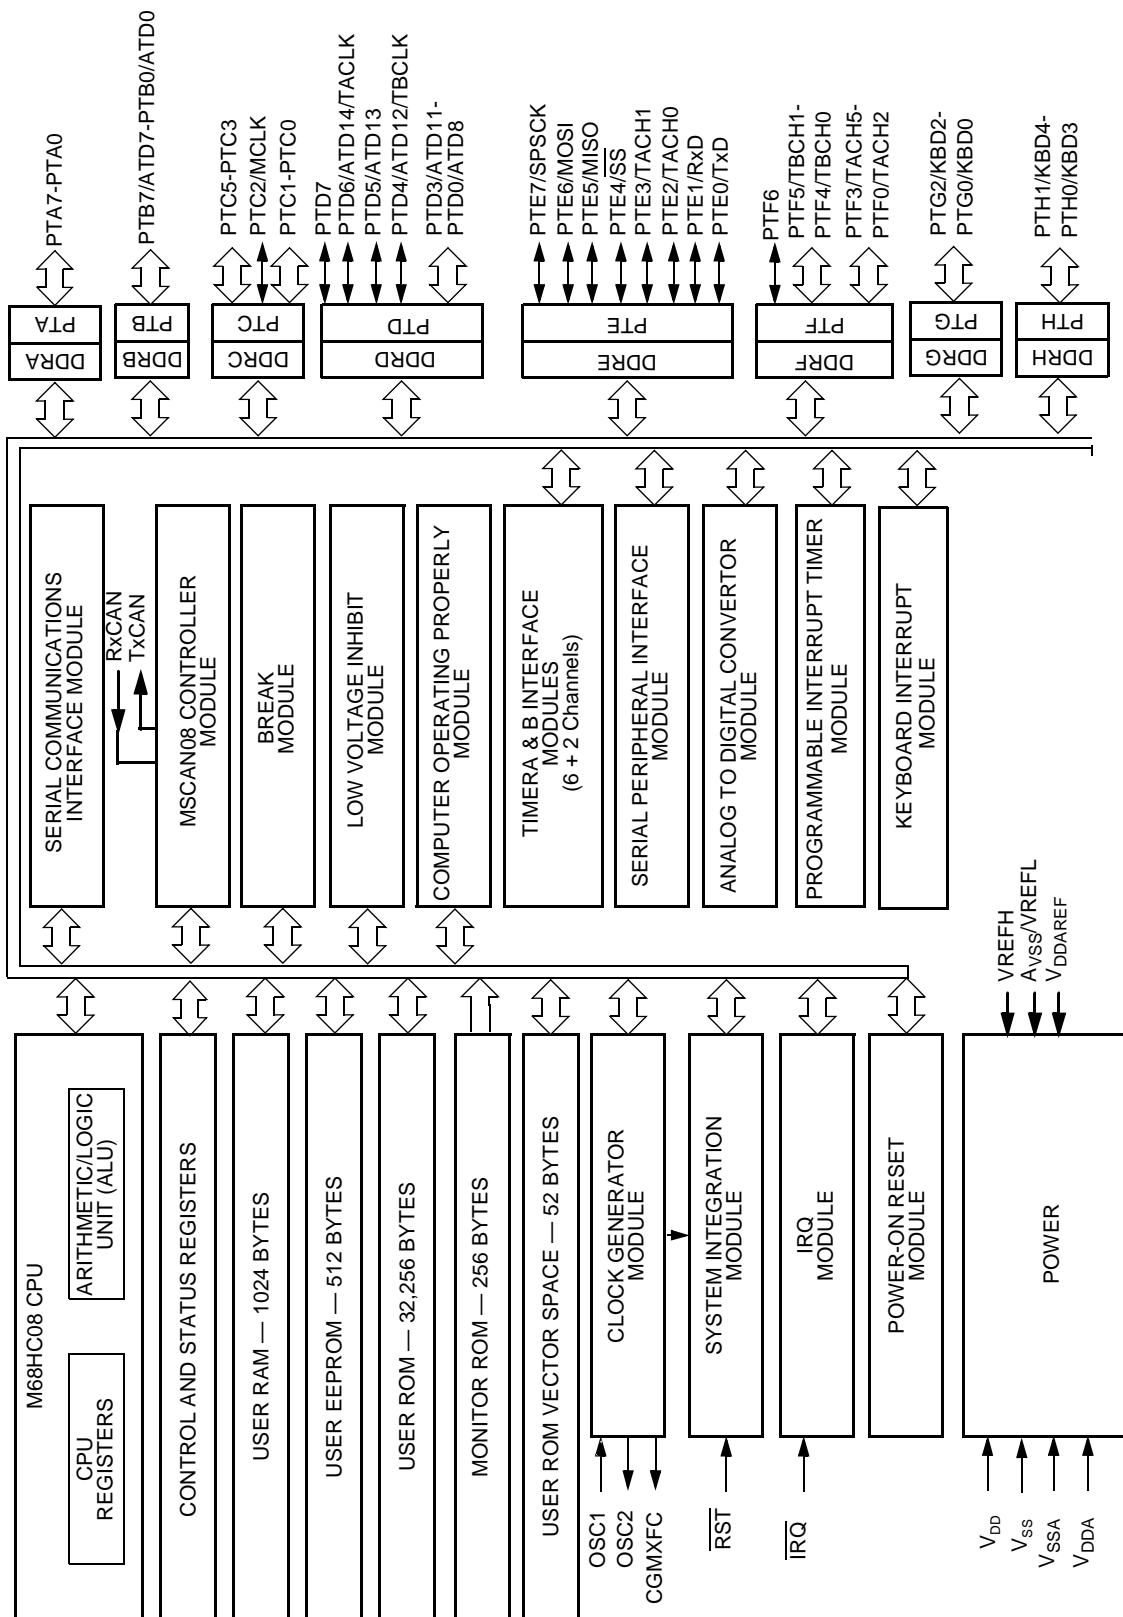 M68HC08 CPU
CPU
REGISTERS
ARITHMETIC/LOGIC
UNIT (ALU)
CONTROL AND STATUS REGISTERS
USER RAM — 1024 BYTES
USER EEPROM — 512 BYTES
USER ROM — 32,256 BYTES
MONITOR ROM — 256 BYTES
USER ROM VECTOR SPACE — 52 BYTES
OSC1
OSC2
CGMXFC
CLOCK GENERATOR
MODULE
RST
SYSTEM INTEGRATION
MODULE
IRQ
IRQ
MODULE
POWER-ON RESET
MODULE
VDD
VSS
VSSA
VDDA
POWER
VREFH
AVSS/VREFL
VDDAREF
SERIAL COMMUNICATIONS
INTERFACE MODULE
RxCAN
TxCAN
MSCAN08 CONTROLLER
MODULE
BREAK
MODULE
LOW VOLTAGE INHIBIT
MODULE
COMPUTER OPERATING PROPERLY
MODULE
TIMERA & B INTERFACE
MODULES
(6 + 2 Channels)
SERIAL PERIPHERAL INTERFACE
MODULE
ANALOG TO DIGITAL CONVERTOR
MODULE
PROGRAMMABLE INTERRUPT TIMER
MODULE
KEYBOARD INTERRUPT
MODULE
DDRA
PTA
PTA7-PTA0
DDRB
PTB
PTB7/ATD7-PTB0/ATD0
DDRC
PTC
PTC5-PTC3
PTC2/MCLK
PTC1-PTC0
DDRD
PTD
PTD7
PTD6/ATD14/TACLK
PTD5/ATD13
PTD4/ATD12/TBCLK
PTD3/ATD11-
PTD0/ATD8
DDRE
PTE
PTE7/SPSCK
PTE6/MOSI
PTE5/MISO
PTE4/SS
PTE3/TACH1
PTE2/TACH0
PTE1/RxD
PTE0/TxD
DDRF
PTF
PTF6
PTF5/TBCH1-
PTF4/TBCH0
PTF3/TACH5-
PTF0/TACH2
DDRG
PTG
PTG2/KBD2-
PTG0/KBD0
DDRH
PTH
PTH1/KBD4-
PTH0/KBD3